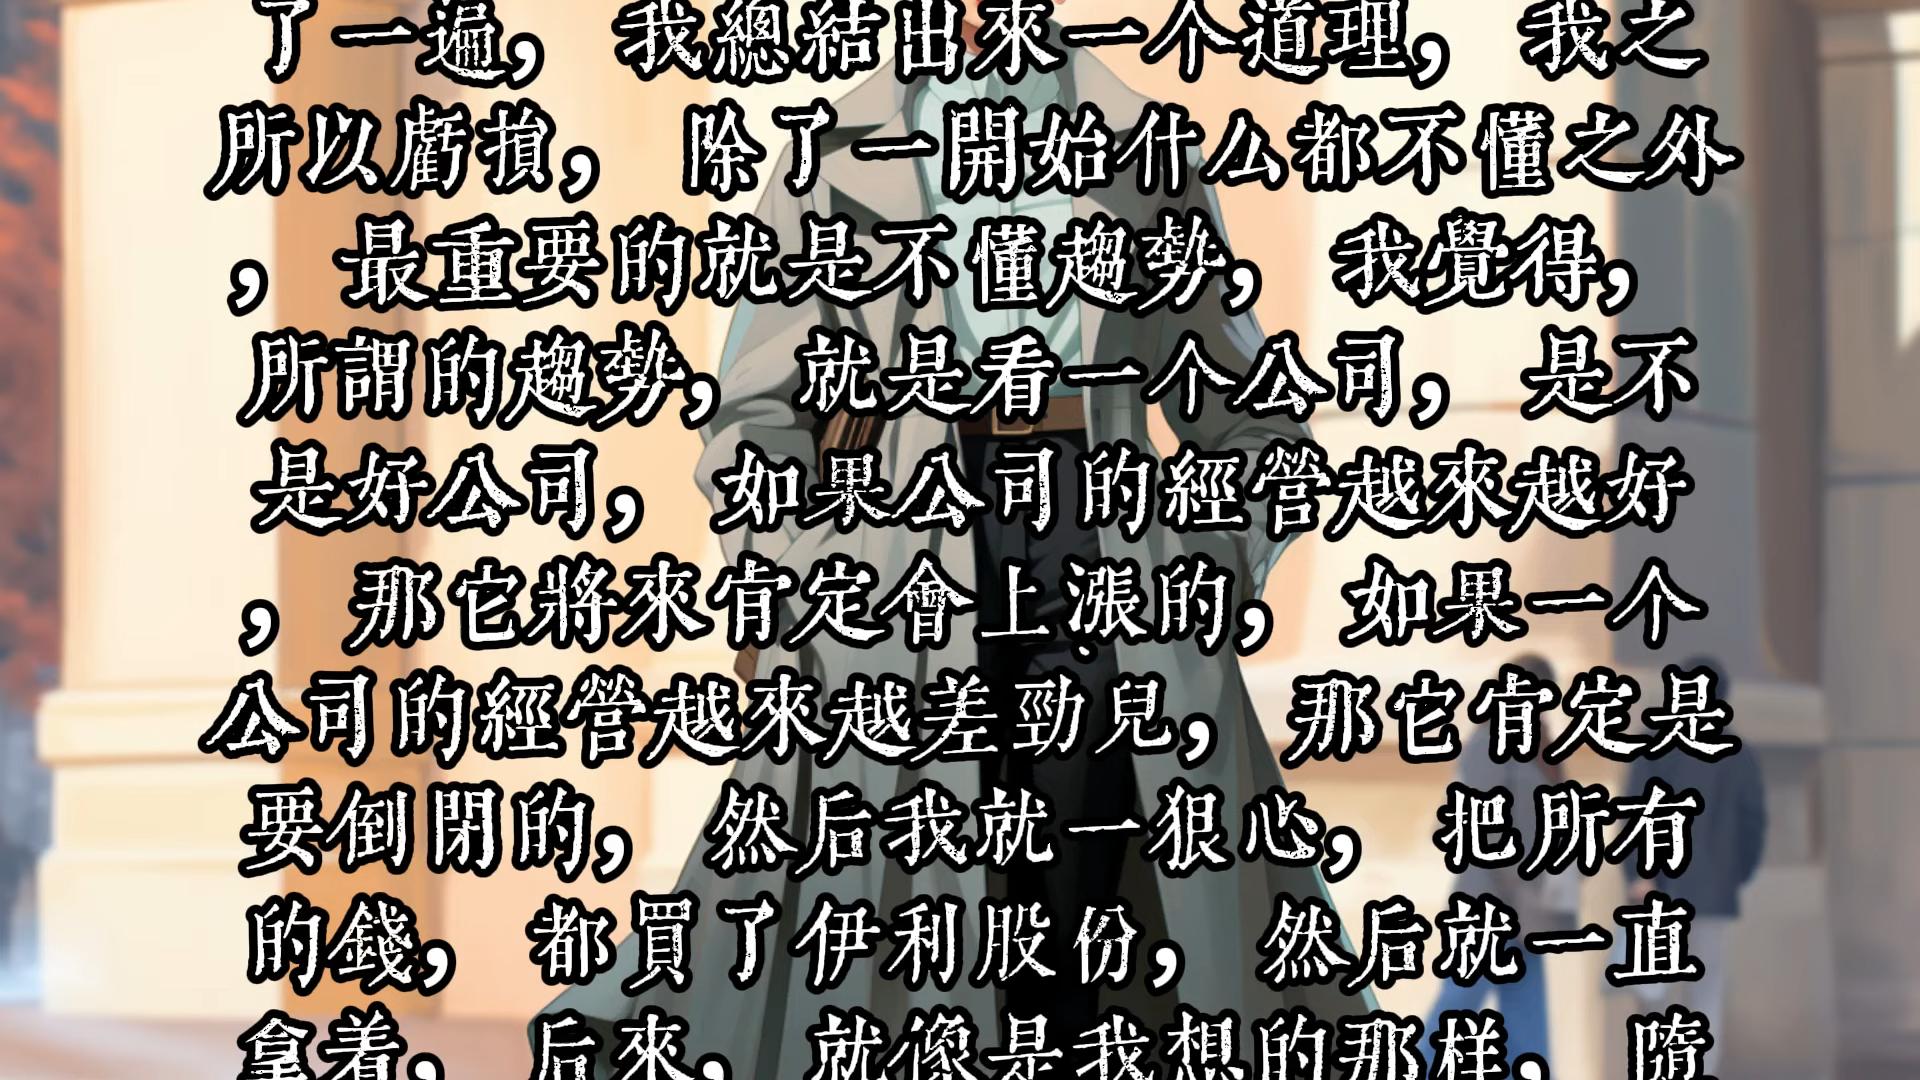 了一遍， 我總結出來一个道理， 我之
所以虧損， 除了一開始什么都不懂之外
， 最重要的就是不懂趨勢， 我覺得，
所謂的趨勢， 就是看一个公司， 是不
是好公司， 如果公司的經營越來越好
， 那它將來肯定會上漲的， 如果一个
公司的經營越來越差勁兒， 那它肯定是
要倒閉的， 然后我就一狠心， 把所有
的錢， 都買了伊利股份， 然后就一直
拿着， 后來， 就像是我想的那样， 隨